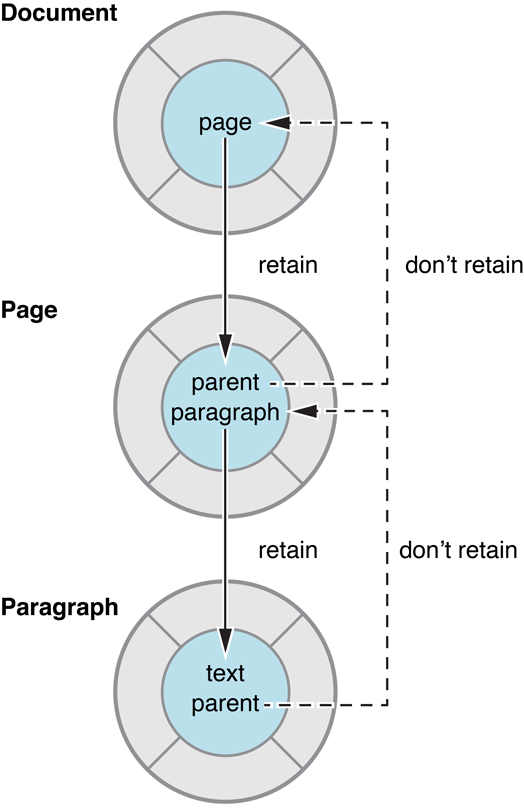 Document
page
retain
don't retain
Page
parent
paragraph
retain
don't retain
Paragraph
text
parent